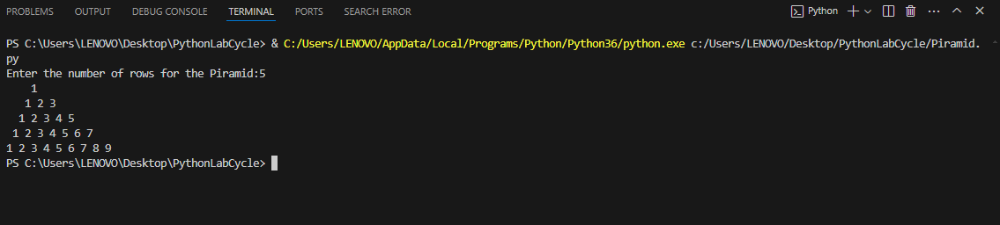 PROBLEMS OUTPUT DEBUG CONSOLE TERMINAL PORTS SEARCH ERROR Python
PS C:\Users\LENOVO\Desktop\PythonLabCycle> & C:/Users/LENOVO/AppData/Local/Programs/Python/Python36/python.exe c:/Users/LENOVO/Desktop/PythonLabCycle/Piramid.
py
Enter the number of rows for the Piramid:5
    1
   1 2 3
  1 2 3 4 5
 1 2 3 4 5 6 7
1 2 3 4 5 6 7 8 9
PS C:\Users\LENOVO\Desktop\PythonLabCycle>